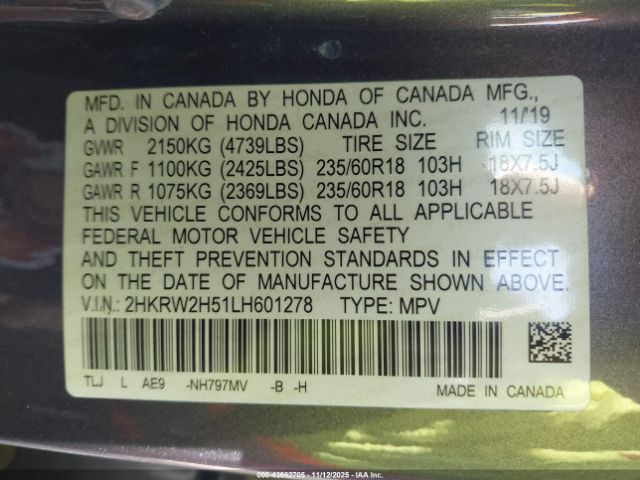 MFD. IN CANADA BY HONDA OF CANADA MFG.,
A DIVISION OF HONDA CANADA INC. 11/'19
GVWR 2150KG (4739LBS) TIRE SIZE RIM SIZE
GAWR F 1100KG (2425LBS) 235/60R18 103H 18X7.5J
GAWR R 1075KG (2369LBS) 235/60R18 103H 18X7.5J
THIS VEHICLE CONFORMS TO ALL APPLICABLE
FEDERAL MOTOR VEHICLE SAFETY
AND THEFT PREVENTION STANDARDS IN EFFECT
ON THE DATE OF MANUFACTURE SHOWN ABOVE.
V.I.N.: 2HKRW2H51LH601278 TYPE: MPV
TLJ L AE9 -NH797MV -B -H
MADE IN CANADA
000-43662705 - 11/12/2025 - IAA Inc.